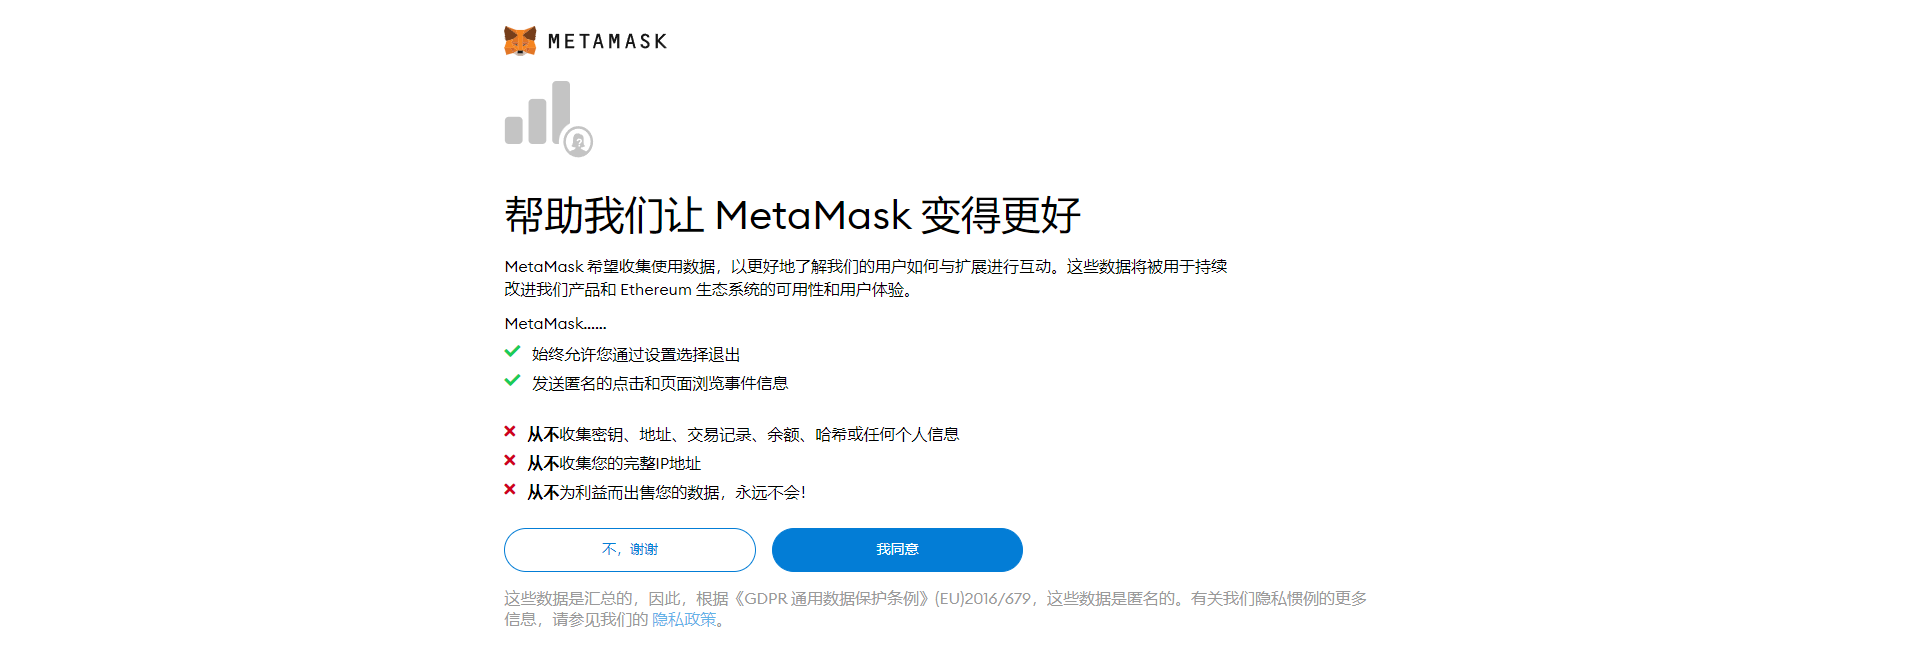 METAMASK
帮助我们让 MetaMask 变得更好
MetaMask 希望收集使用数据，以更好地了解我们的用户如何与扩展进行互动。这些数据将被用于持续
改进我们产品和 Ethereum 生态系统的可用性和用户体验。
MetaMask......
始终允许您通过设置选择退出
发送匿名的点击和页面浏览事件信息
从不收集密钥、地址、交易记录、余额、哈希或任何个人信息
从不收集您的完整IP地址
从不为利益而出售您的数据，永远不会！
不，谢谢
我同意
这些数据是汇总的，因此，根据《GDPR 通用数据保护条例》(EU)2016/679，这些数据是匿名的。有关我们隐私惯例的更多
信息，请参见我们的 隐私政策。